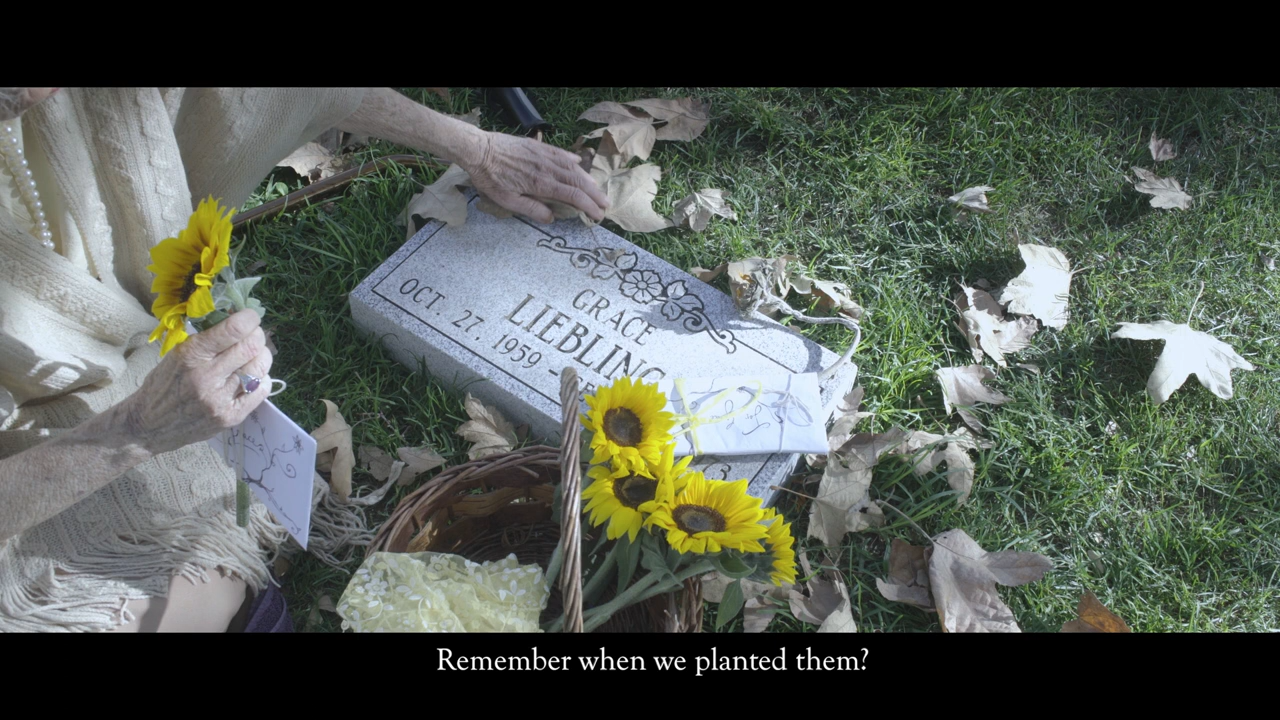 GRACE
LIEBLING
OCT. 27. 1959 -
Remember when we planted them?